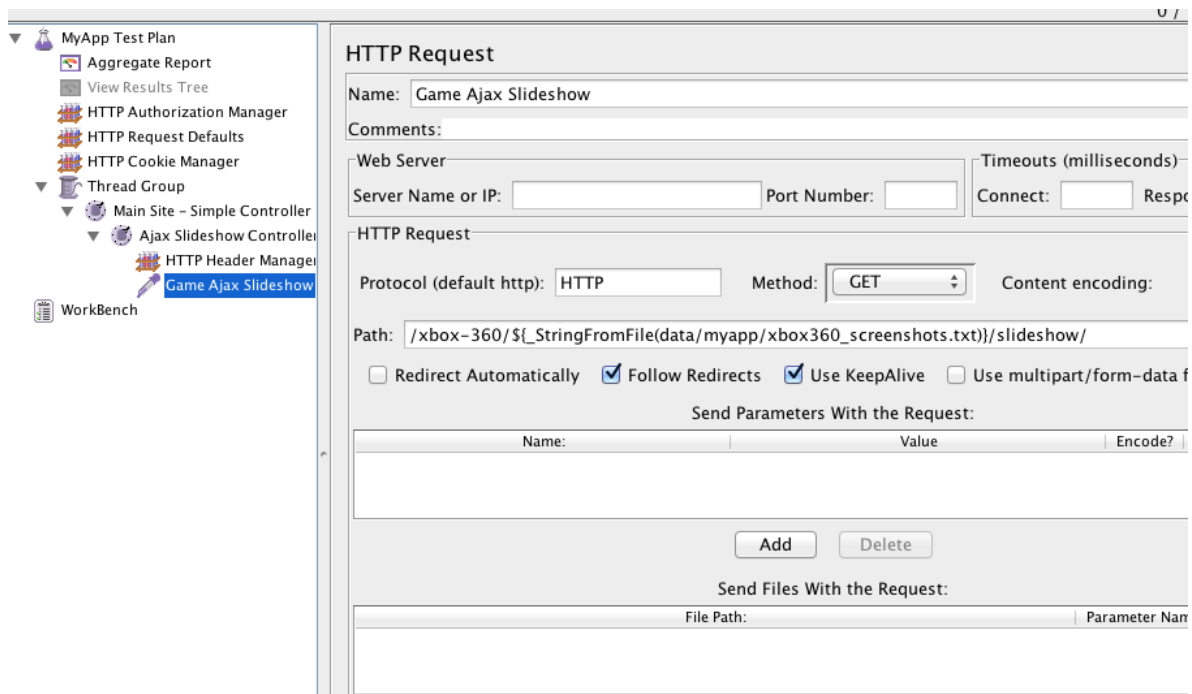 MyApp Test Plan
Aggregate Report
View Results Tree
HTTP Authorization Manager
HTTP Request Defaults
HTTP Cookie Manager
Thread Group
Main Site – Simple Controller
Ajax Slideshow Controller
HTTP Header Manager
Game Ajax Slideshow
WorkBench
0 /
HTTP Request
Name: Game Ajax Slideshow
Comments:
Web Server Timeouts (milliseconds)
Server Name or IP: Port Number: Connect: Respo
HTTP Request
Protocol (default http): HTTP Method: GET Content encoding:
Path: /xbox-360/${_StringFromFile(data/myapp/xbox360_screenshots.txt)}/slideshow/
Redirect Automatically Follow Redirects Use KeepAlive Use multipart/form-data f
Send Parameters With the Request:
Name: Value Encode?
Add Delete
Send Files With the Request:
File Path: Parameter Nam